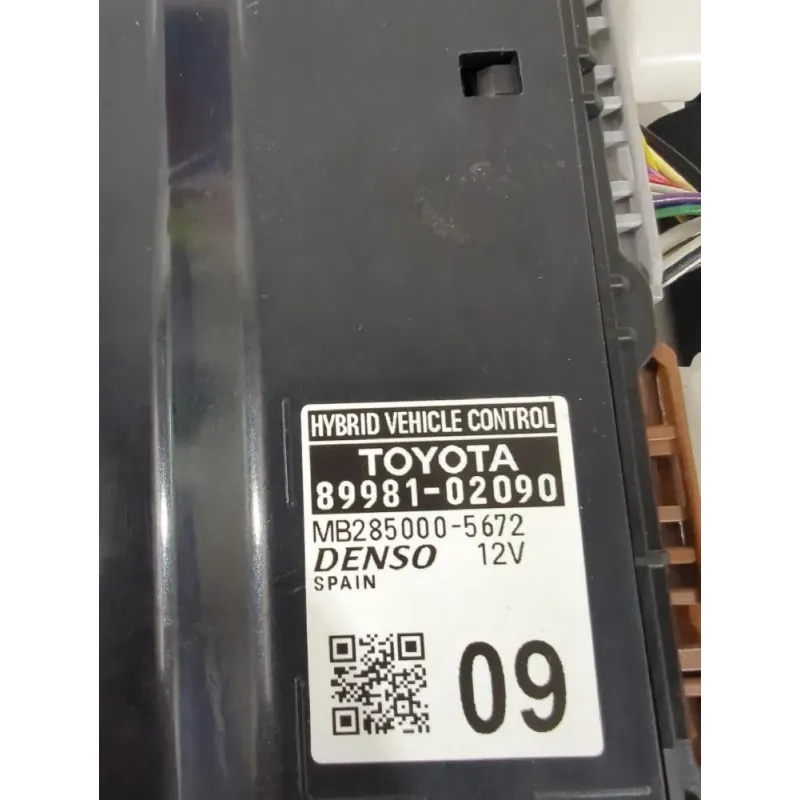 HYBRID VEHICLE CONTROL
TOYOTA
89981-02090
MB285000-5672
DENSO 12V
SPAIN
09